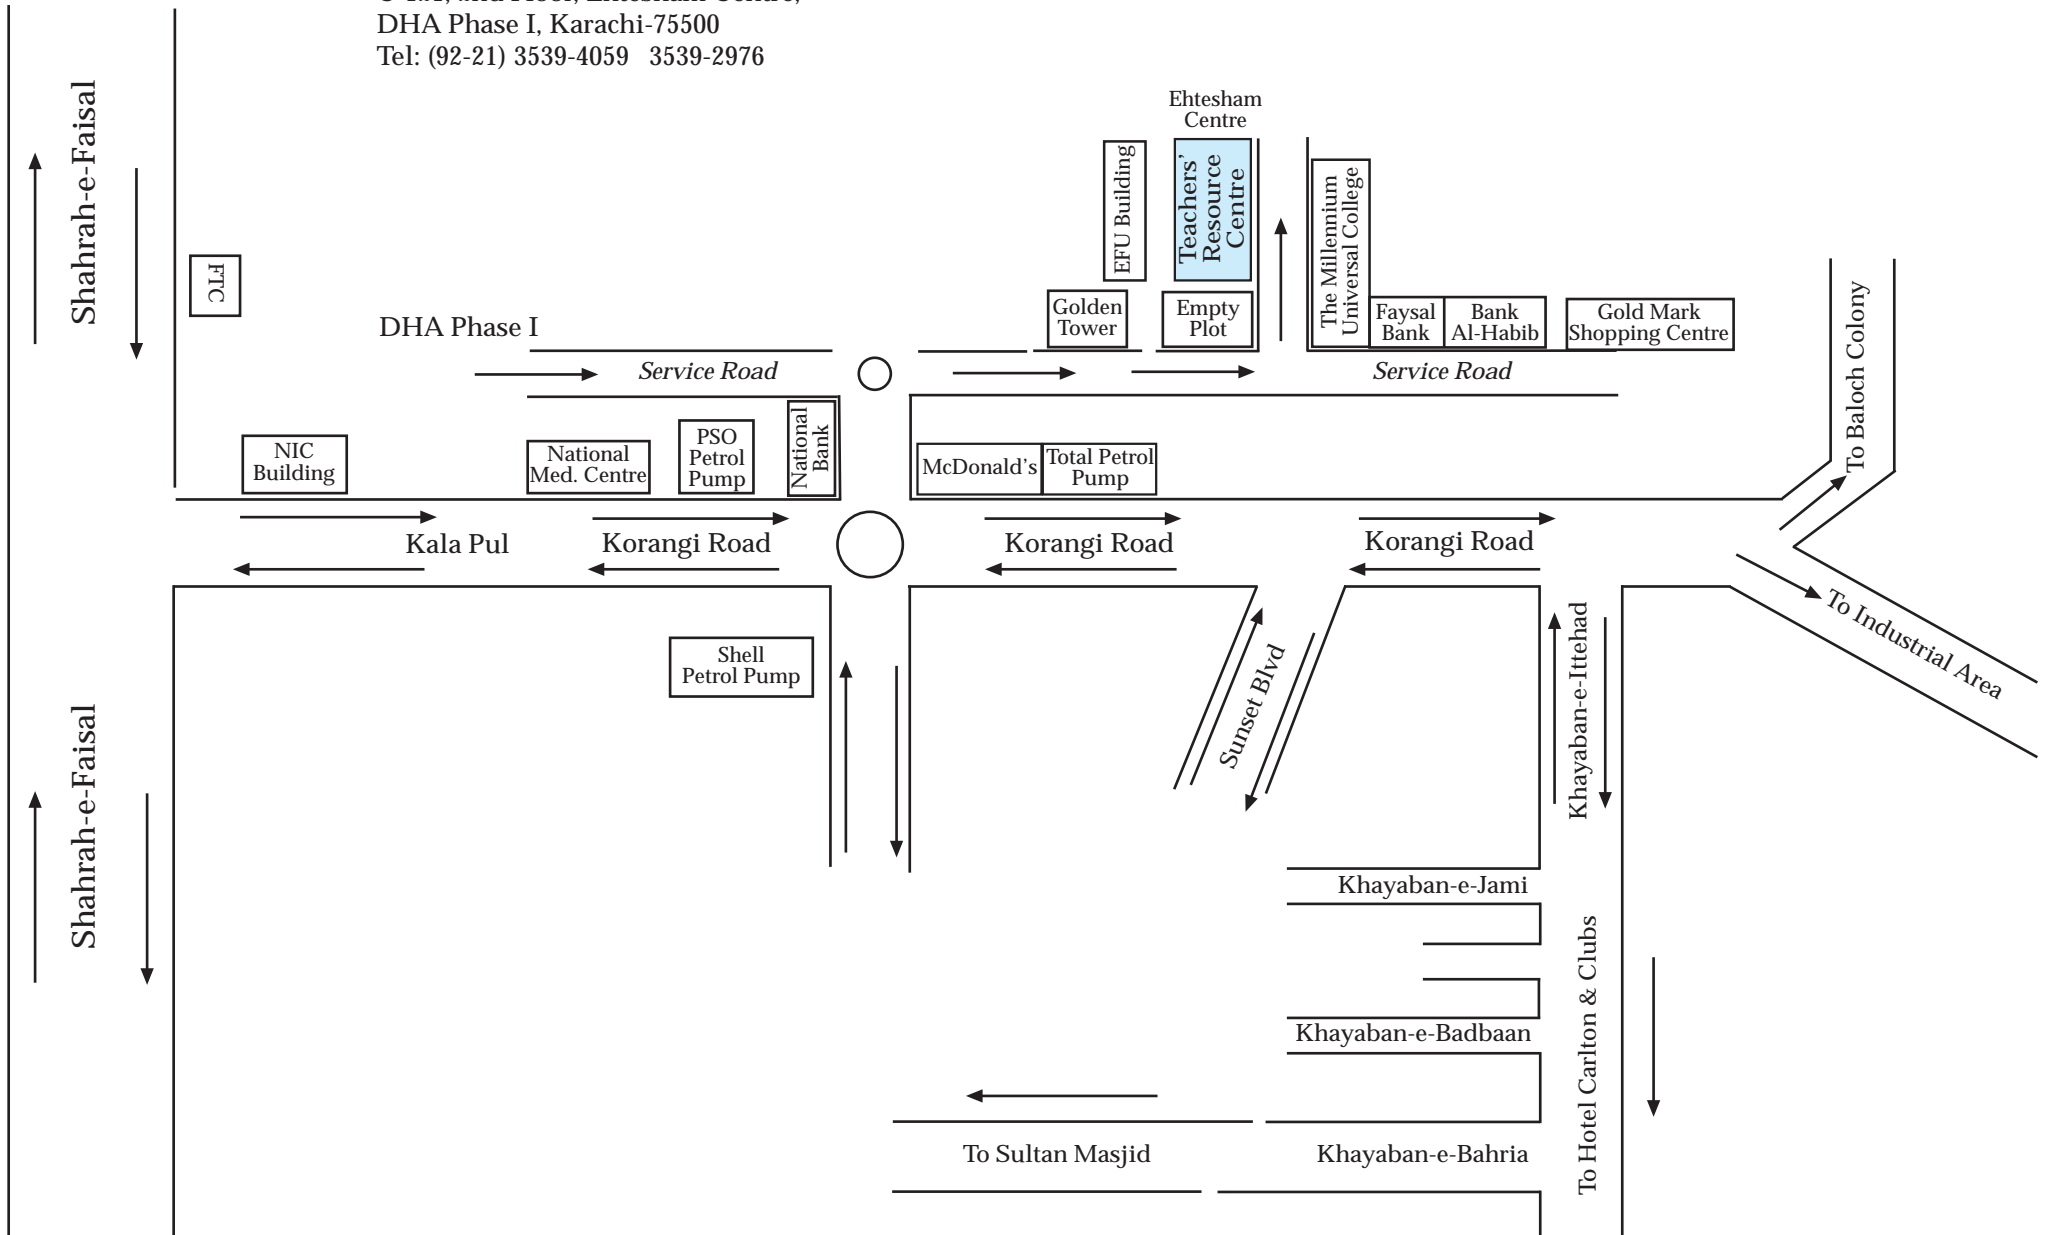 DHA Phase I, Karachi-75500
Tel: (92-21) 3539-4059   3539-2976
Ehtesham
Centre
Shahrah-e-Faisal
FTC
EFU Building
Teachers'
Resource
Centre
The Millennium
Universal College
DHA Phase I
Golden
Tower
Empty
Plot
Faysal
Bank
Bank
Al-Habib
Gold Mark
Shopping Centre
Service Road
Service Road
To Baloch Colony
NIC
Building
National
Med. Centre
PSO
Petrol
Pump
National
Bank
McDonald's
Total Petrol
Pump
Kala Pul
Korangi Road
Korangi Road
Korangi Road
To Industrial Area
Shell
Petrol Pump
Sunset Blvd
Khayaban-e-Ittehad
Shahrah-e-Faisal
Khayaban-e-Jami
Khayaban-e-Badbaan
To Hotel Carlton & Clubs
To Sultan Masjid
Khayaban-e-Bahria